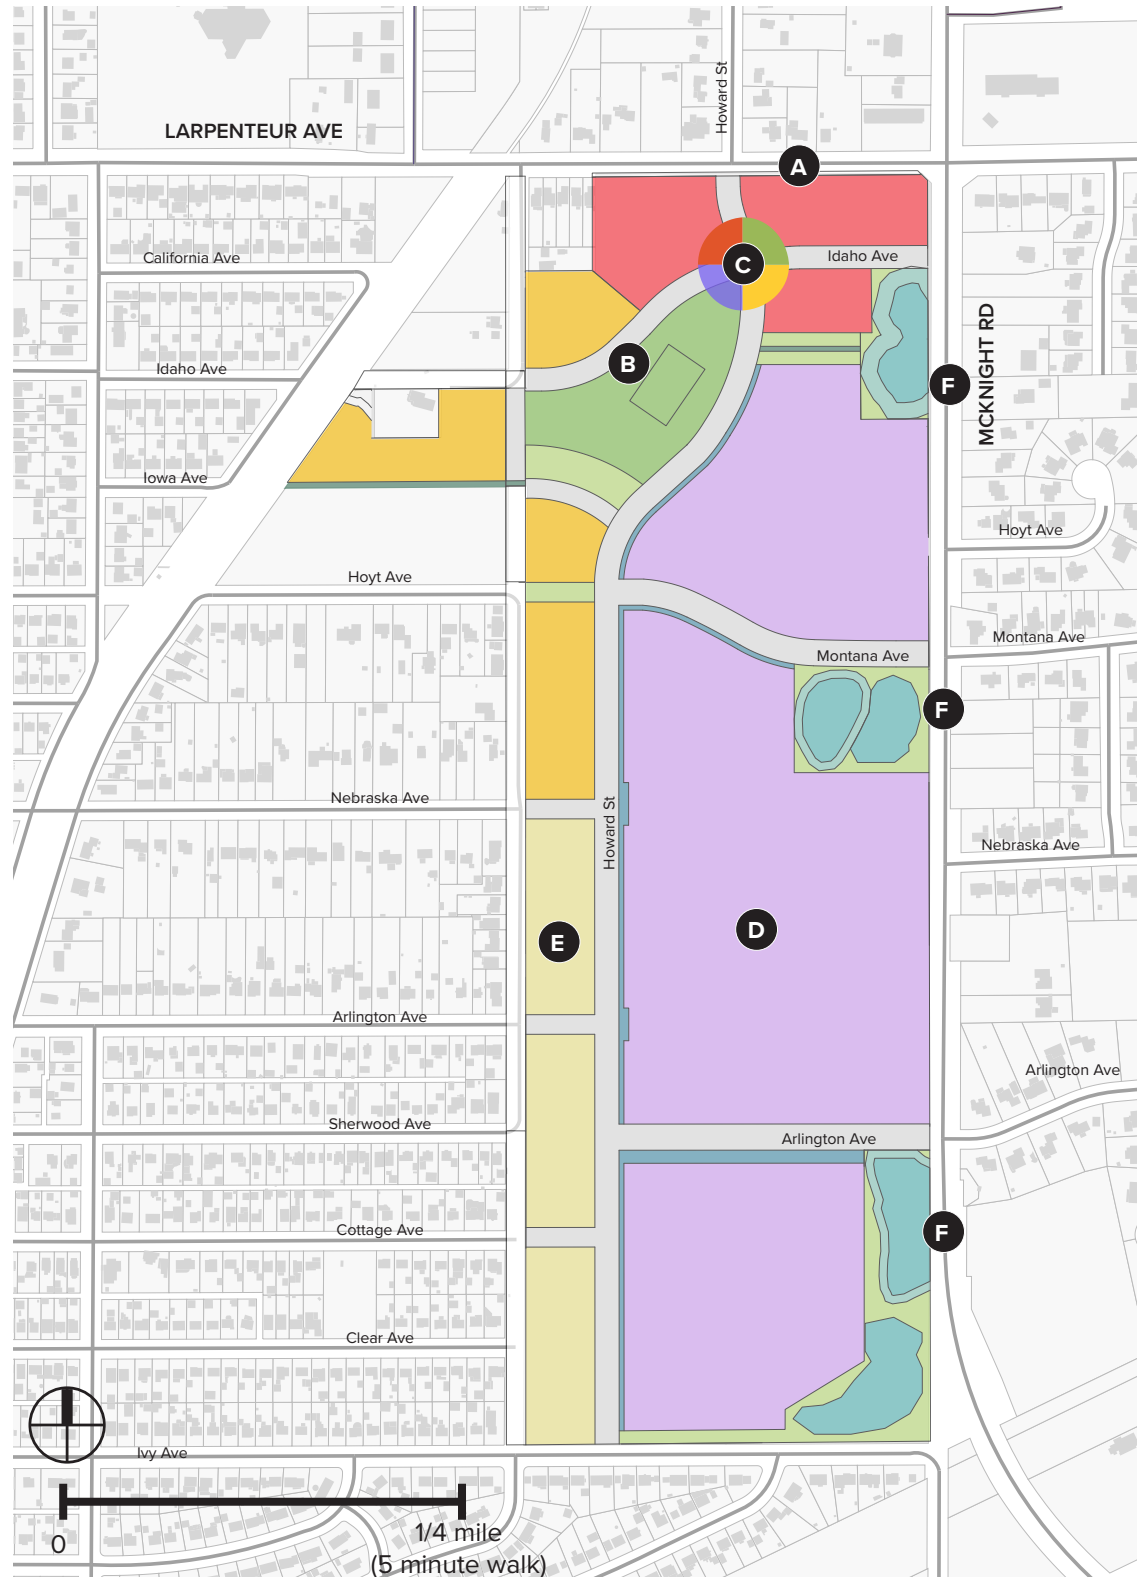 Howard St
LARPENTEUR AVE
A
California Ave
C
Idaho Ave
MCKNIGHT RD
Idaho Ave
B
F
Iowa Ave
Hoyt Ave
Hoyt Ave
Montana Ave
Montana Ave
F
Nebraska Ave
Howard St
Nebraska Ave
E
D
Arlington Ave
Arlington Ave
Sherwood Ave
Arlington Ave
Cottage Ave
F
Clear Ave
Ivy Ave
0
1/4 mile
(5 minute walk)